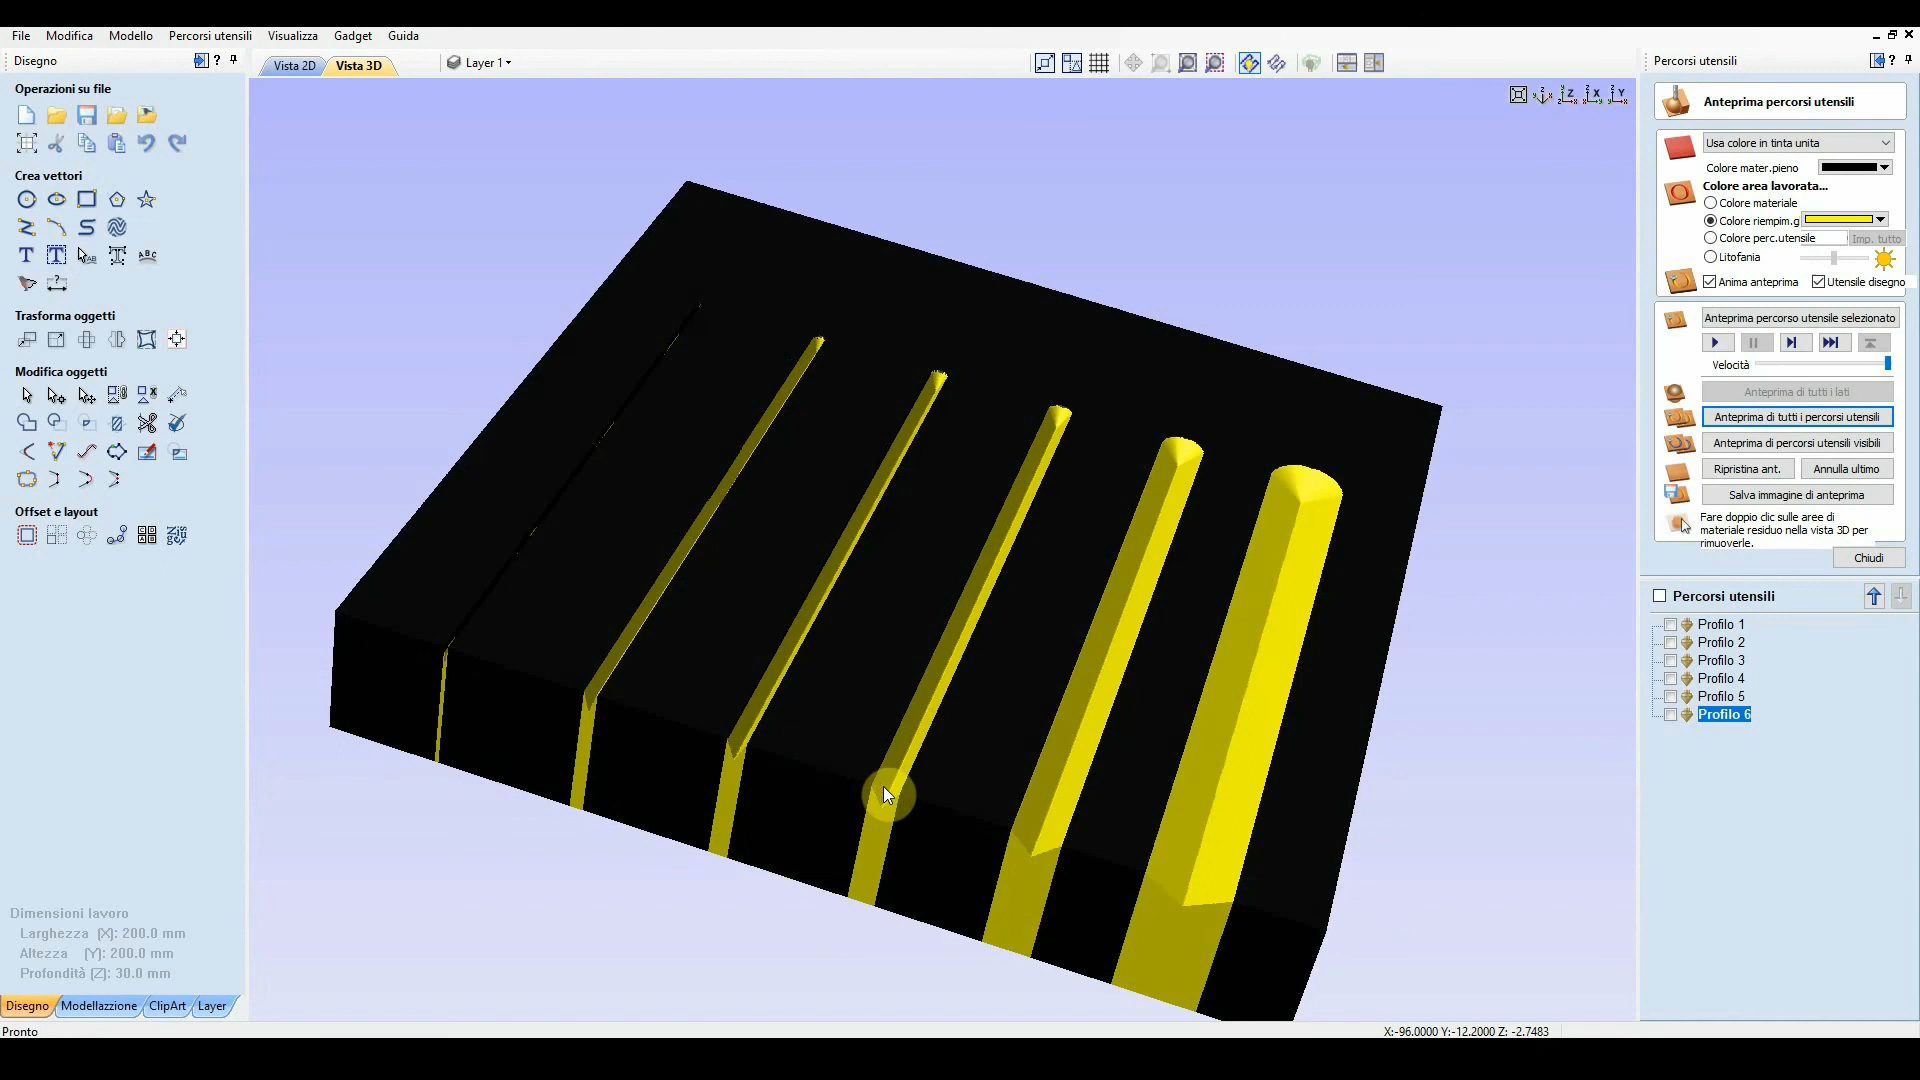 File Modifica Modello Percorsi utensili Visualizza Gadget Guida
Disegno
?
Vista 2D
Vista 3D
Layer 1
Percorsi utensili
?
Operazioni su file
Crea vettori
Trasforma oggetti
Modifica oggetti
Offset e layout
Dimensioni lavoro
Larghezza (X): 200.0 mm
Altezza (Y): 200.0 mm
Profondità (Z): 30.0 mm
Disegno Modellazzione ClipArt Layer
Pronto
X:-96.0000 Y:-12.2000 Z: -2.7483
Anteprima percorsi utensili
Usa colore in tinta unita
Colore mater.pieno
Colore area lavorata...
Colore materiale
Colore riempim.g
Colore perc.utensile
Imp. tutto
Litofania
Anima anteprima
Utensile disegno
Anteprima percorso utensile selezionato
Velocità
Anteprima di tutti i lati
Anteprima di tutti i percorsi utensili
Anteprima di percorsi utensili visibili
Ripristina ant.
Annulla ultimo
Salva immagine di anteprima
Fare doppio clic sulle aree di
materiale residuo nella vista 3D per
rimuoverle.
Chiudi
Percorsi utensili
Profilo 1
Profilo 2
Profilo 3
Profilo 4
Profilo 5
Profilo 6